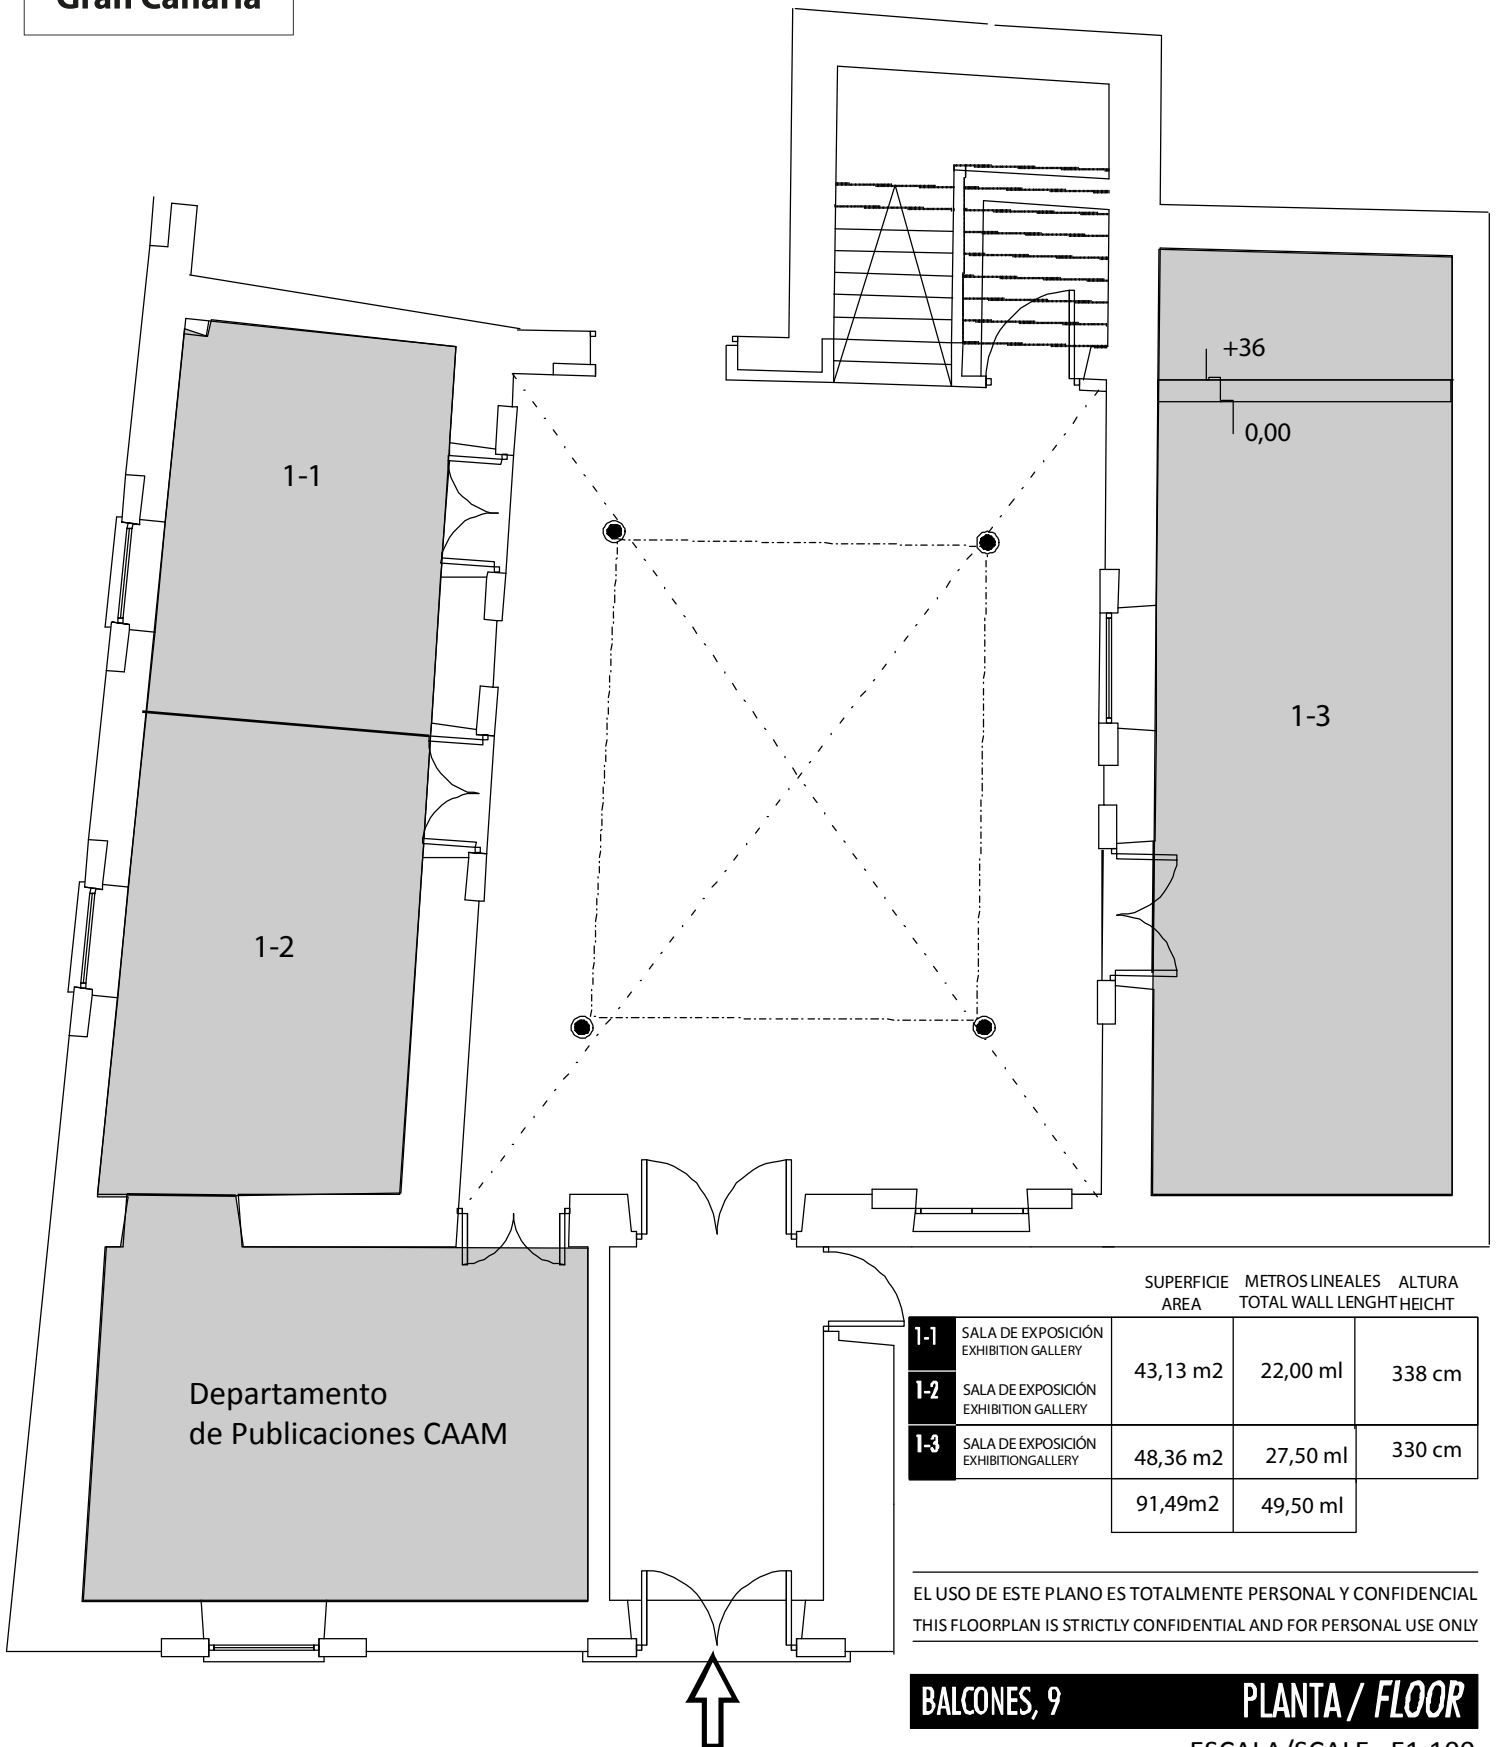 Gran Canaria
+36
0,00
1-1
1-3
1-2
Departamento
de Publicaciones CAAM
SUPERFICIE METROS LINEALES ALTURA
AREA TOTAL WALL LENGHT HEICHT
1-1 SALA DE EXPOSICIÓN
EXHIBITION GALLERY
43,13 m2 22,00 ml 338 cm
1-2 SALA DE EXPOSICIÓN
EXHIBITION GALLERY
1-3 SALA DE EXPOSICIÓN
EXHIBITIONGALLERY
48,36 m2 27,50 ml 330 cm
91,49m2 49,50 ml
EL USO DE ESTE PLANO ES TOTALMENTE PERSONAL Y CONFIDENCIAL
THIS FLOORPLAN IS STRICTLY CONFIDENTIAL AND FOR PERSONAL USE ONLY
BALCONES, 9 PLANTA / FLOOR
ESCALA/SCALE E1:100